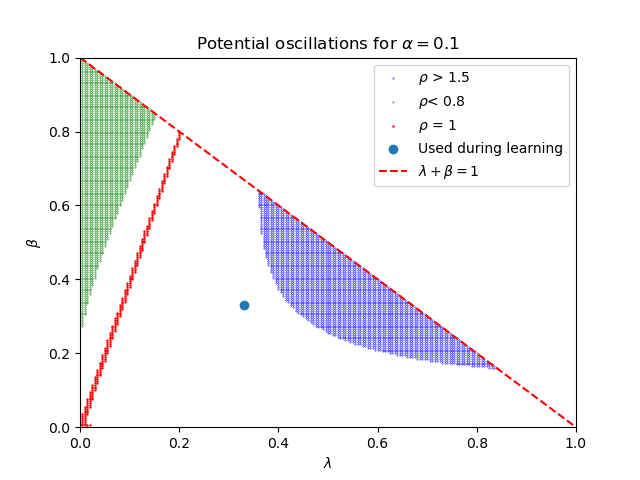 Potential oscillations for α = 0.1
ρ > 1.5
ρ< 0.8
ρ = 1
Used during learning
λ + β = 1
1.0
0.8
0.6
0.4
0.2
0.0
β
0.0 0.2 0.4 0.6 0.8 1.0
λ